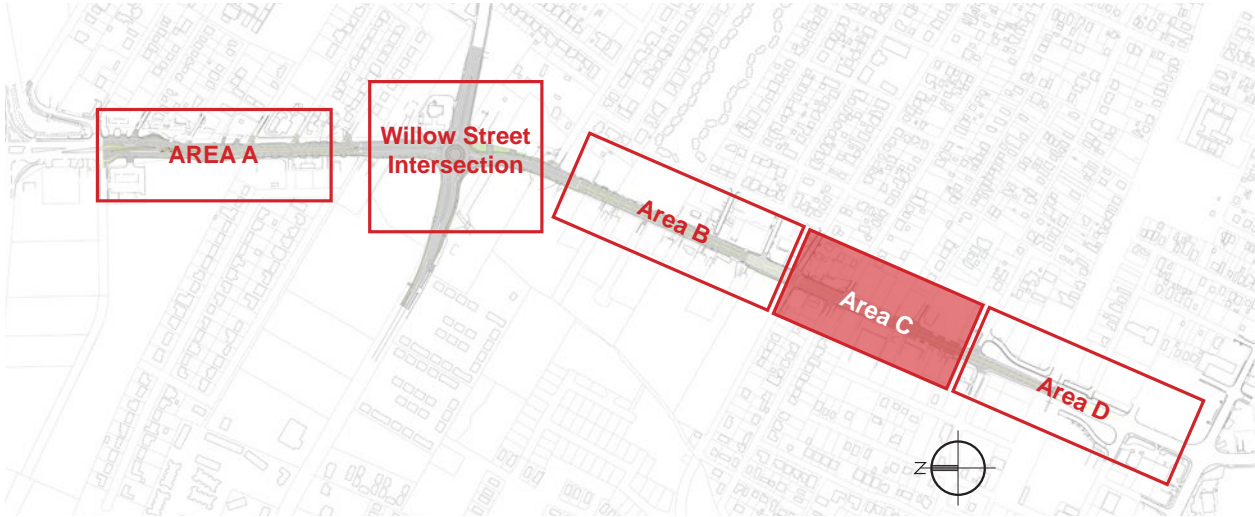 AREA A
Willow Street
Intersection
Area B
Area C
Area D
N